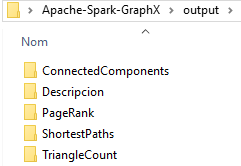 Apache-Spark-GraphX > output >
Nom
ConnectedComponents
Descripcion
PageRank
ShortestPaths
TriangleCount